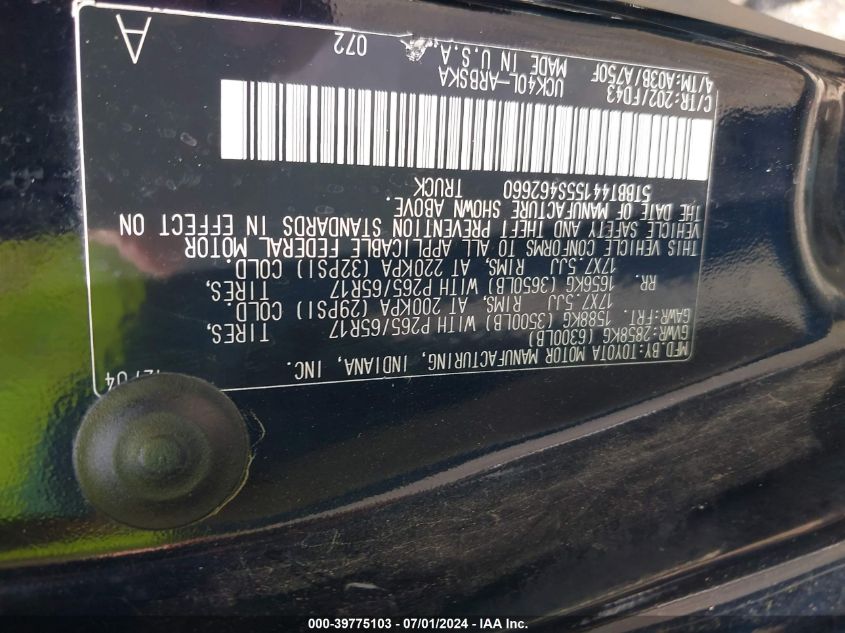 MFD.BY:TOYOTA MOTOR MANUFACTURING, INDIANA, INC. 12/04
GVWR:2858KG (6300LB)
GAWR:FRT. 1588KG (3500LB) WITH P265/65R17 TIRES,
17X7.5JJ RIMS, AT 200KPA (29PSI) COLD.
RR. 1656KG (3650LB) WITH P265/65R17 TIRES,
17X7.5JJ RIMS, AT 220KPA (32PSI) COLD.
THIS VEHICLE CONFORMS TO ALL APPLICABLE FEDERAL MOTOR
VEHICLE SAFETY AND THEFT PREVENTION STANDARDS IN EFFECT ON
THE DATE OF MANUFACTURE SHOWN ABOVE.
5TBBT44155S462660 TRUCK
C/TR:202/FD43 UCK40L-ARBSKA 072 A
A/TM:A03B/A750F MADE IN U.S.A
000-39775103 - 07/01/2024 - IAA Inc.